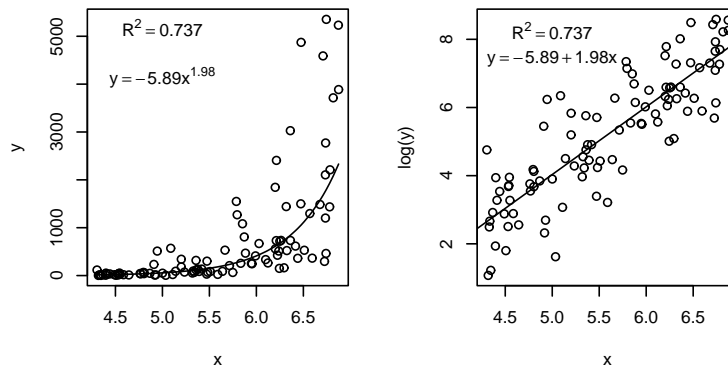 R² = 0.737
y = −5.89x^1.98
5000
3000
1000
0
y
4.5 5.0 5.5 6.0 6.5
x
R² = 0.737
y = −5.89 + 1.98x
8
6
4
2
log(y)
4.5 5.0 5.5 6.0 6.5
x